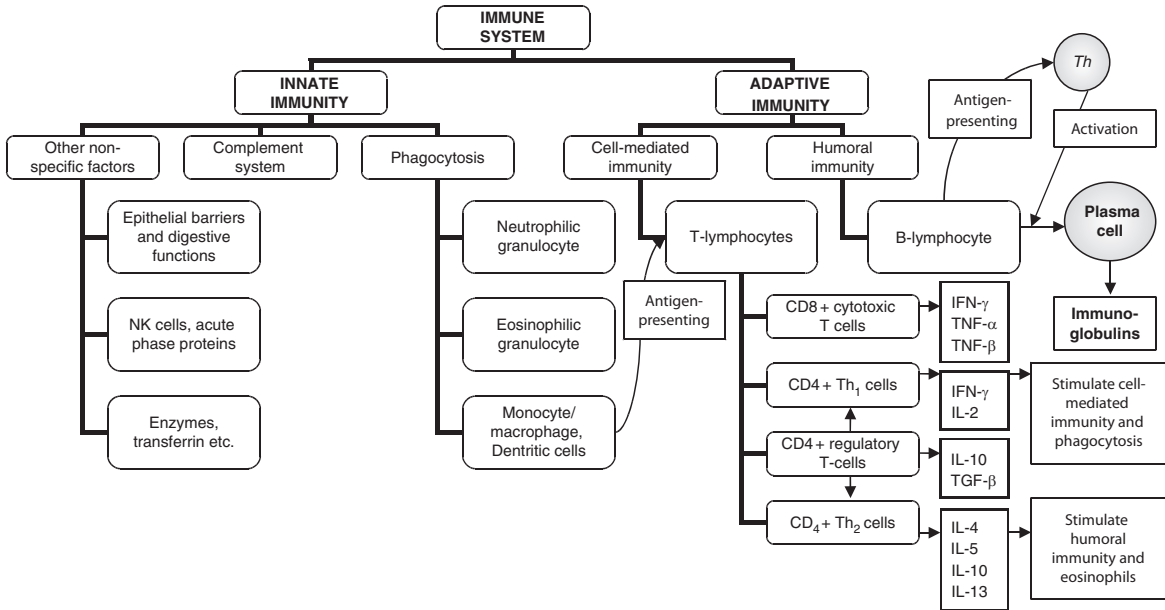 IMMUNE
SYSTEM
INNATE
IMMUNITY
ADAPTIVE
IMMUNITY
Th
Antigen-
presenting
Activation
Other non-
specific factors
Complement
system
Phagocytosis
Cell-mediated
immunity
Humoral
immunity
Epithelial barriers
and digestive
functions
Neutrophilic
granulocyte
T-lymphocytes
B-lymphocyte
Plasma
cell
NK cells, acute
phase proteins
Eosinophilic
granulocyte
Antigen-
presenting
CD8 + cytotoxic
T cells
IFN-γ
TNF-α
TNF-β
Immuno-
globulins
Enzymes,
transferrin etc.
Monocyte/
macrophage,
Dentritic cells
CD4 + Th1 cells
IFN-γ
IL-2
Stimulate cell-
mediated
immunity and
phagocytosis
CD4 + regulatory
T-cells
IL-10
TGF-β
CD4 + Th2 cells
IL-4
IL-5
IL-10
IL-13
Stimulate
humoral
immunity and
eosinophils